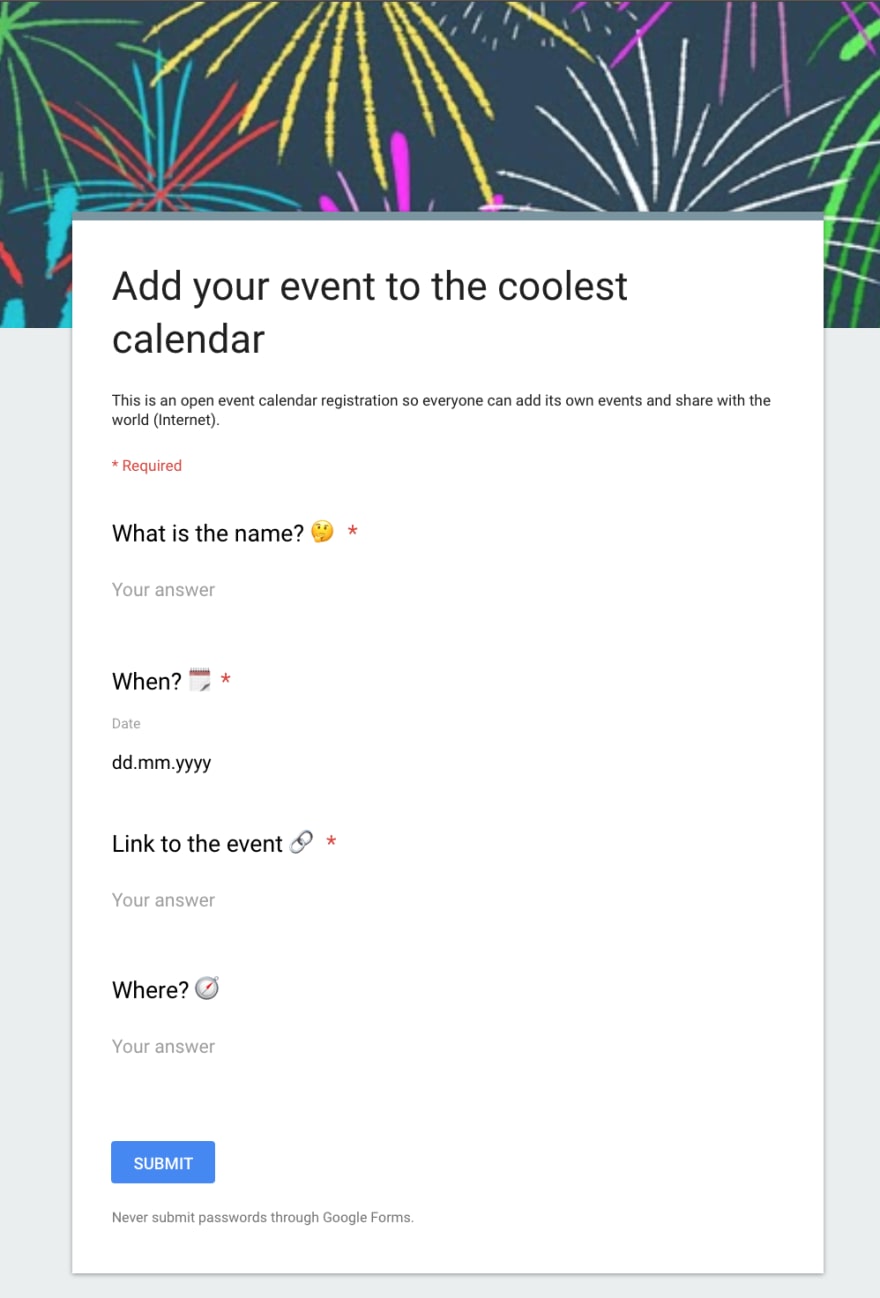 Add your event to the coolest
calendar
This is an open event calendar registration so everyone can add its own events and share with the
world (Internet).
* Required
What is the name? 🤔 *
Your answer
When? 🗓 *
Date
dd.mm.yyyy
Link to the event 🔗 *
Your answer
Where? 🧭
Your answer
SUBMIT
Never submit passwords through Google Forms.